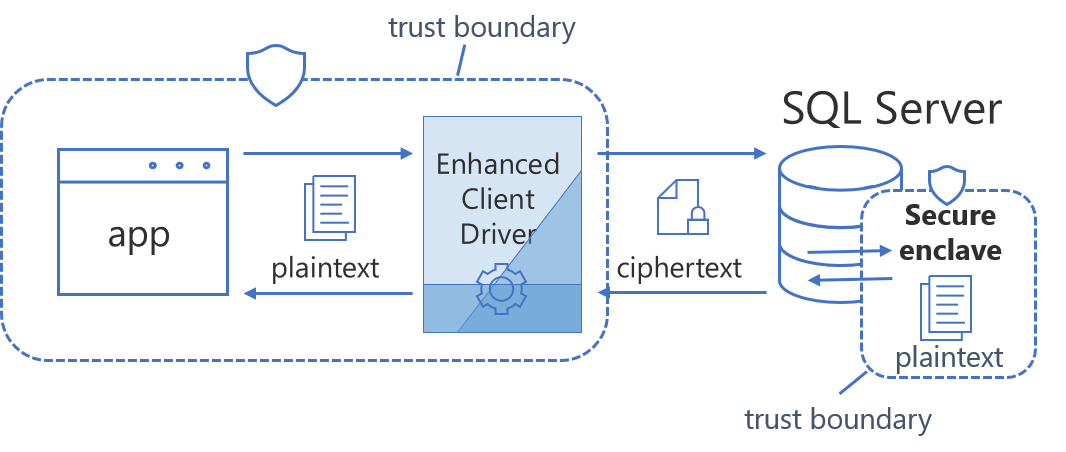 trust boundary
SQL Server
app
plaintext
Enhanced
Client
Driver
ciphertext
Secure
enclave
plaintext
trust boundary